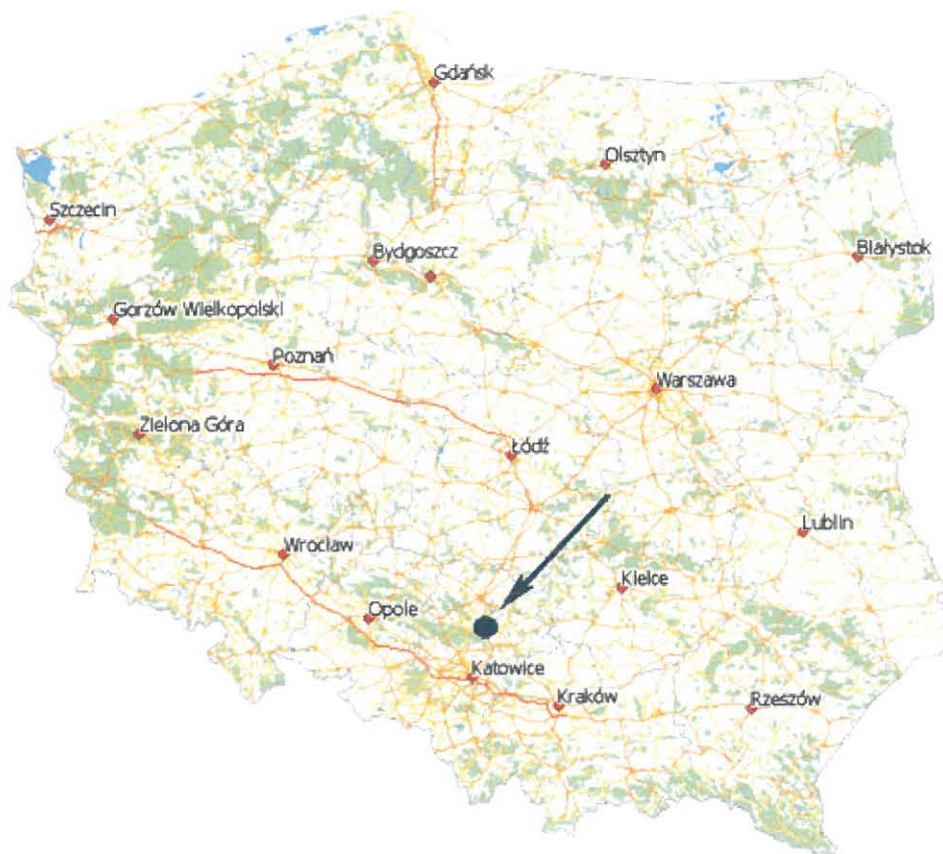 Gdańsk
Olsztyn
Szczecin
Bydgoszcz
Białystok
Gorzów Wielkopolski
Poznań
Warszawa
Zielona Góra
Łódź
Lublin
Wrocław
Kielce
Opole
Katowice
Kraków
Rzeszów